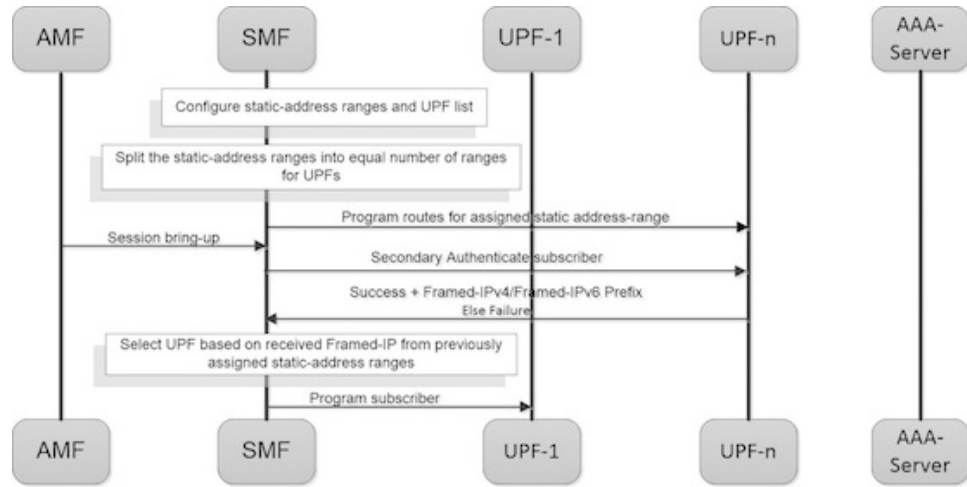 AMF
SMF
UPF-1
UPF-n
AAA-
Server
Configure static-address ranges and UPF list
Split the static-address ranges into equal number of ranges
for UPFs
Program routes for assigned static address-range
Session bring-up
Secondary Authenticate subscriber
Success + Framed-IPv4/Framed-IPv6 Prefix
Else Failure
Select UPF based on received Framed-IP from previously
assigned static-address ranges
Program subscriber
AMF
SMF
UPF-1
UPF-n
AAA-
Server